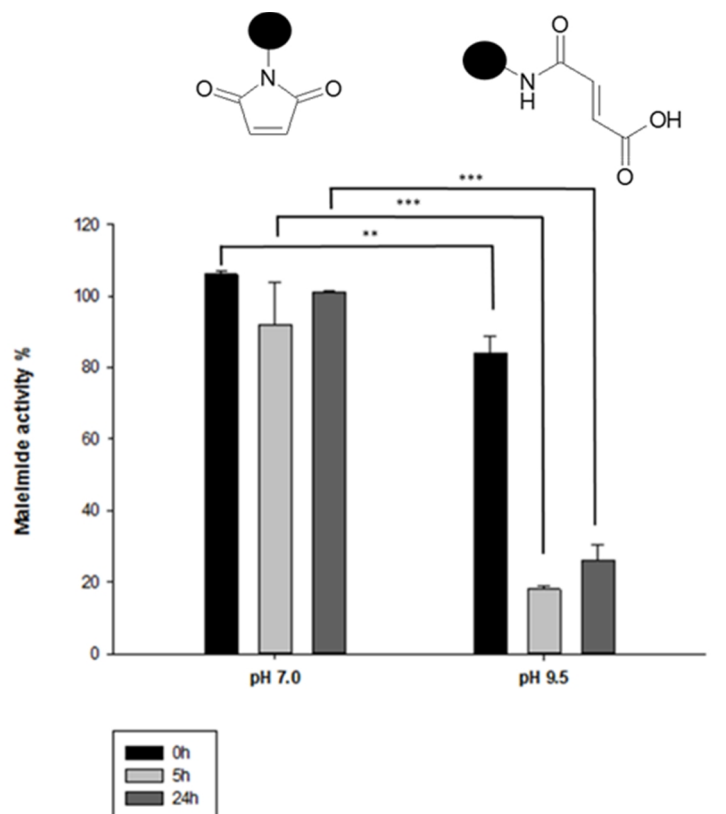 O
N
O
O
N
H
O
OH
O
***
***
**
120
100
80
60
40
20
0
Maleimide activity %
pH 7.0 pH 9.5
0h
5h
24h